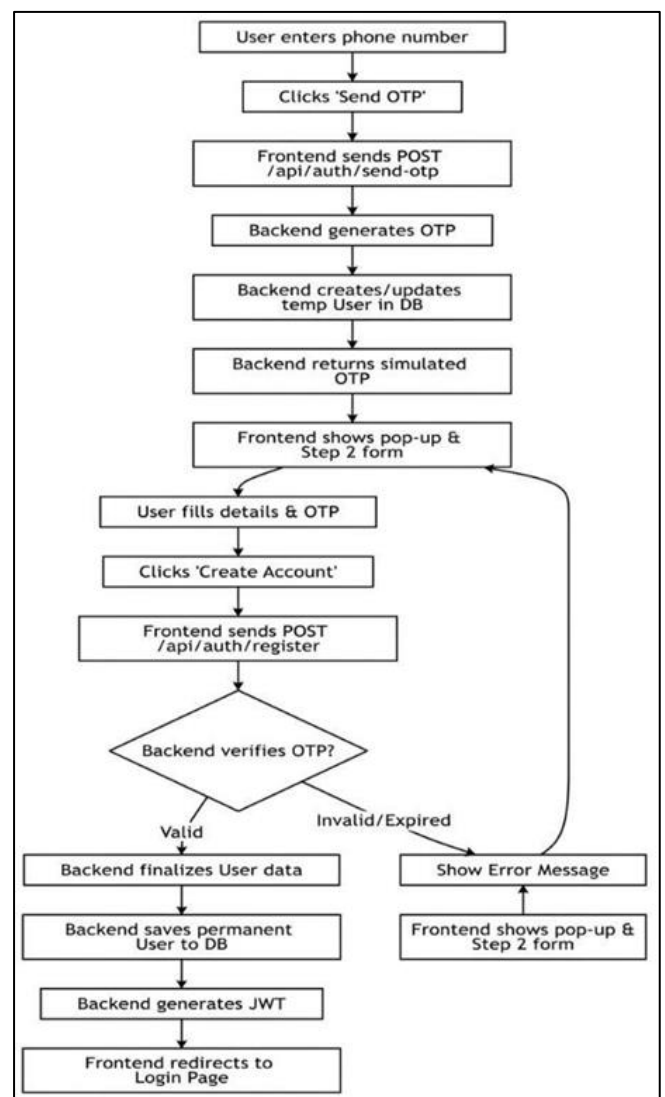 User enters phone number
Clicks 'Send OTP'
Frontend sends POST
/api/auth/send-otp
Backend generates OTP
Backend creates/updates
temp User in DB
Backend returns simulated
OTP
Frontend shows pop-up &
Step 2 form
User fills details & OTP
Clicks 'Create Account'
Frontend sends POST
/api/auth/register
Backend verifies OTP?
Valid
Invalid/Expired
Backend finalizes User data
Show Error Message
Backend saves permanent
User to DB
Frontend shows pop-up &
Step 2 form
Backend generates JWT
Frontend redirects to
Login Page